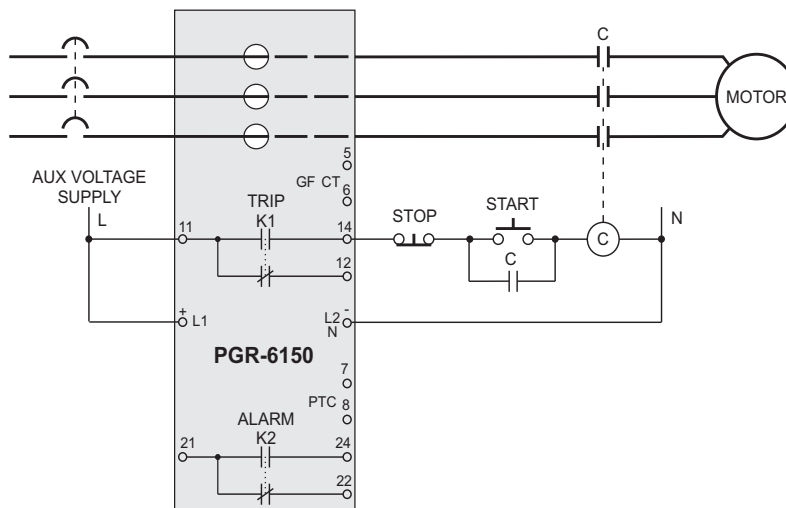 C
MOTOR
5
GF CT
6
AUX VOLTAGE
SUPPLY
L
TRIP
K1
11
14
STOP
START
N
C
C
12
+
L1
L2 -
N
PGR-6150
7
PTC
8
ALARM
K2
21
24
22